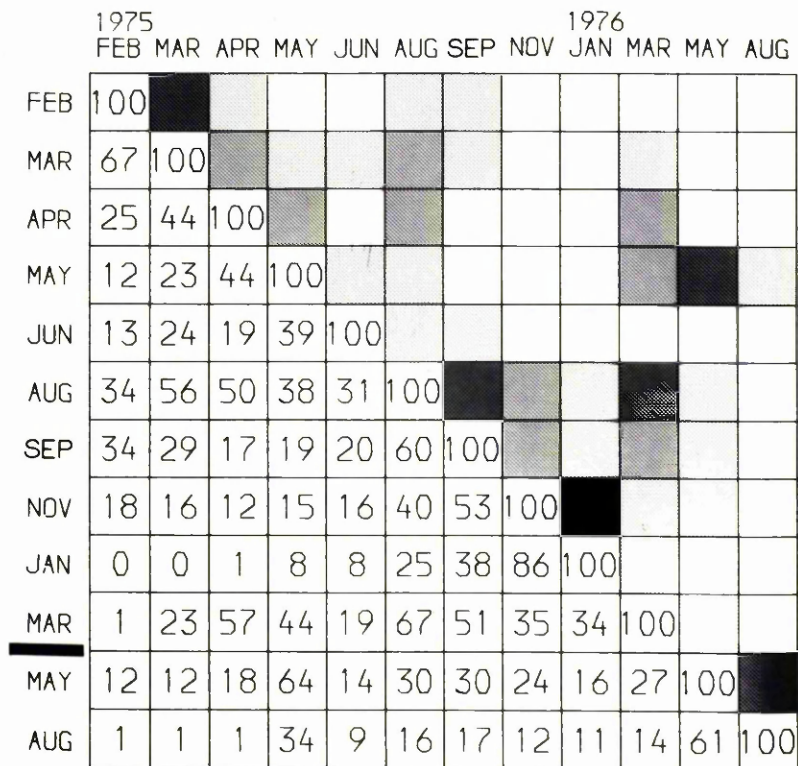 1975 1976
FEB MAR APR MAY JUN AUG SEP NOV JAN MAR MAY AUG
FEB 100
MAR 67 100
APR 25 44 100
MAY 12 23 44 100
JUN 13 24 19 39 100
AUG 34 56 50 38 31 100
SEP 34 29 17 19 20 60 100
NOV 18 16 12 15 16 40 53 100
JAN 0 0 1 8 8 25 38 86 100
MAR 1 23 57 44 19 67 51 35 34 100
MAY 12 12 18 64 14 30 30 24 16 27 100
AUG 1 1 1 34 9 16 17 12 11 14 61 100